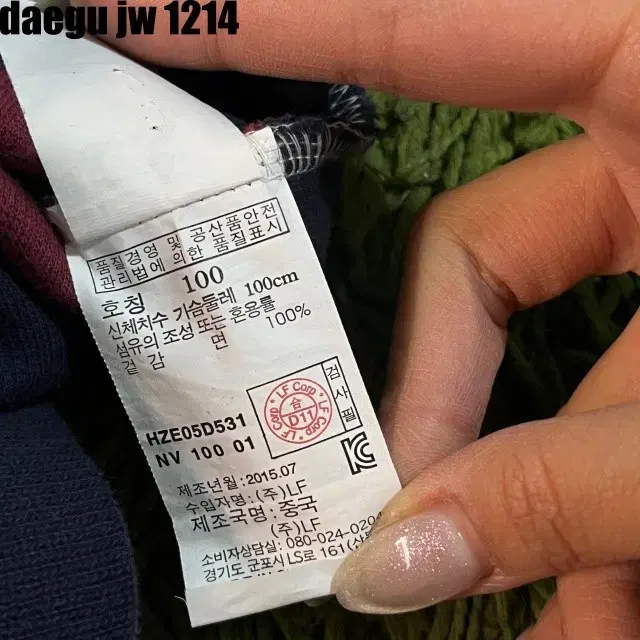 daegu jw 1214
품질경영 및 공산품안전
관리법에 의한 품질표시
호칭 100
신체치수 가슴둘레 100cm
섬유의 조성 또는 혼용률
겉감 면 100%
검사필
LF Corp · LF Corp · LF Corp
合
D11
HZE05D531
NV 100 01
제조년월:2015.07
수입자명:(주)LF
제조국명:중국
(주)LF
소비자상담실: 080-024-020
경기도 군포시 LS로 161